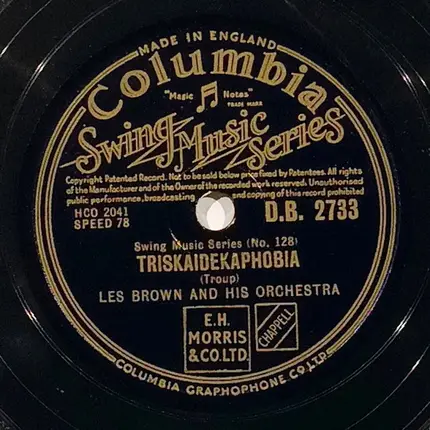 MADE IN ENGLAND
Columbia
"Magic Notes"
TRADE MARK
Swing Music Series
Copyright Patented Record. Not to be sold below price fixed by Patentees. All rights
of the Manufacturer and of the Owner of the recorded work reserved. Unauthorised
public performance, broadcasting and copying of this record prohibited
HCO 2041 D.B. 2733
SPEED 78
Swing Music Series (No. 128)
TRISKAIDEKAPHOBIA
(Troup)
LES BROWN AND HIS ORCHESTRA
E.H.
MORRIS
& CO. LTD.
CHAPPELL
COLUMBIA GRAPHOPHONE CO. LTD.